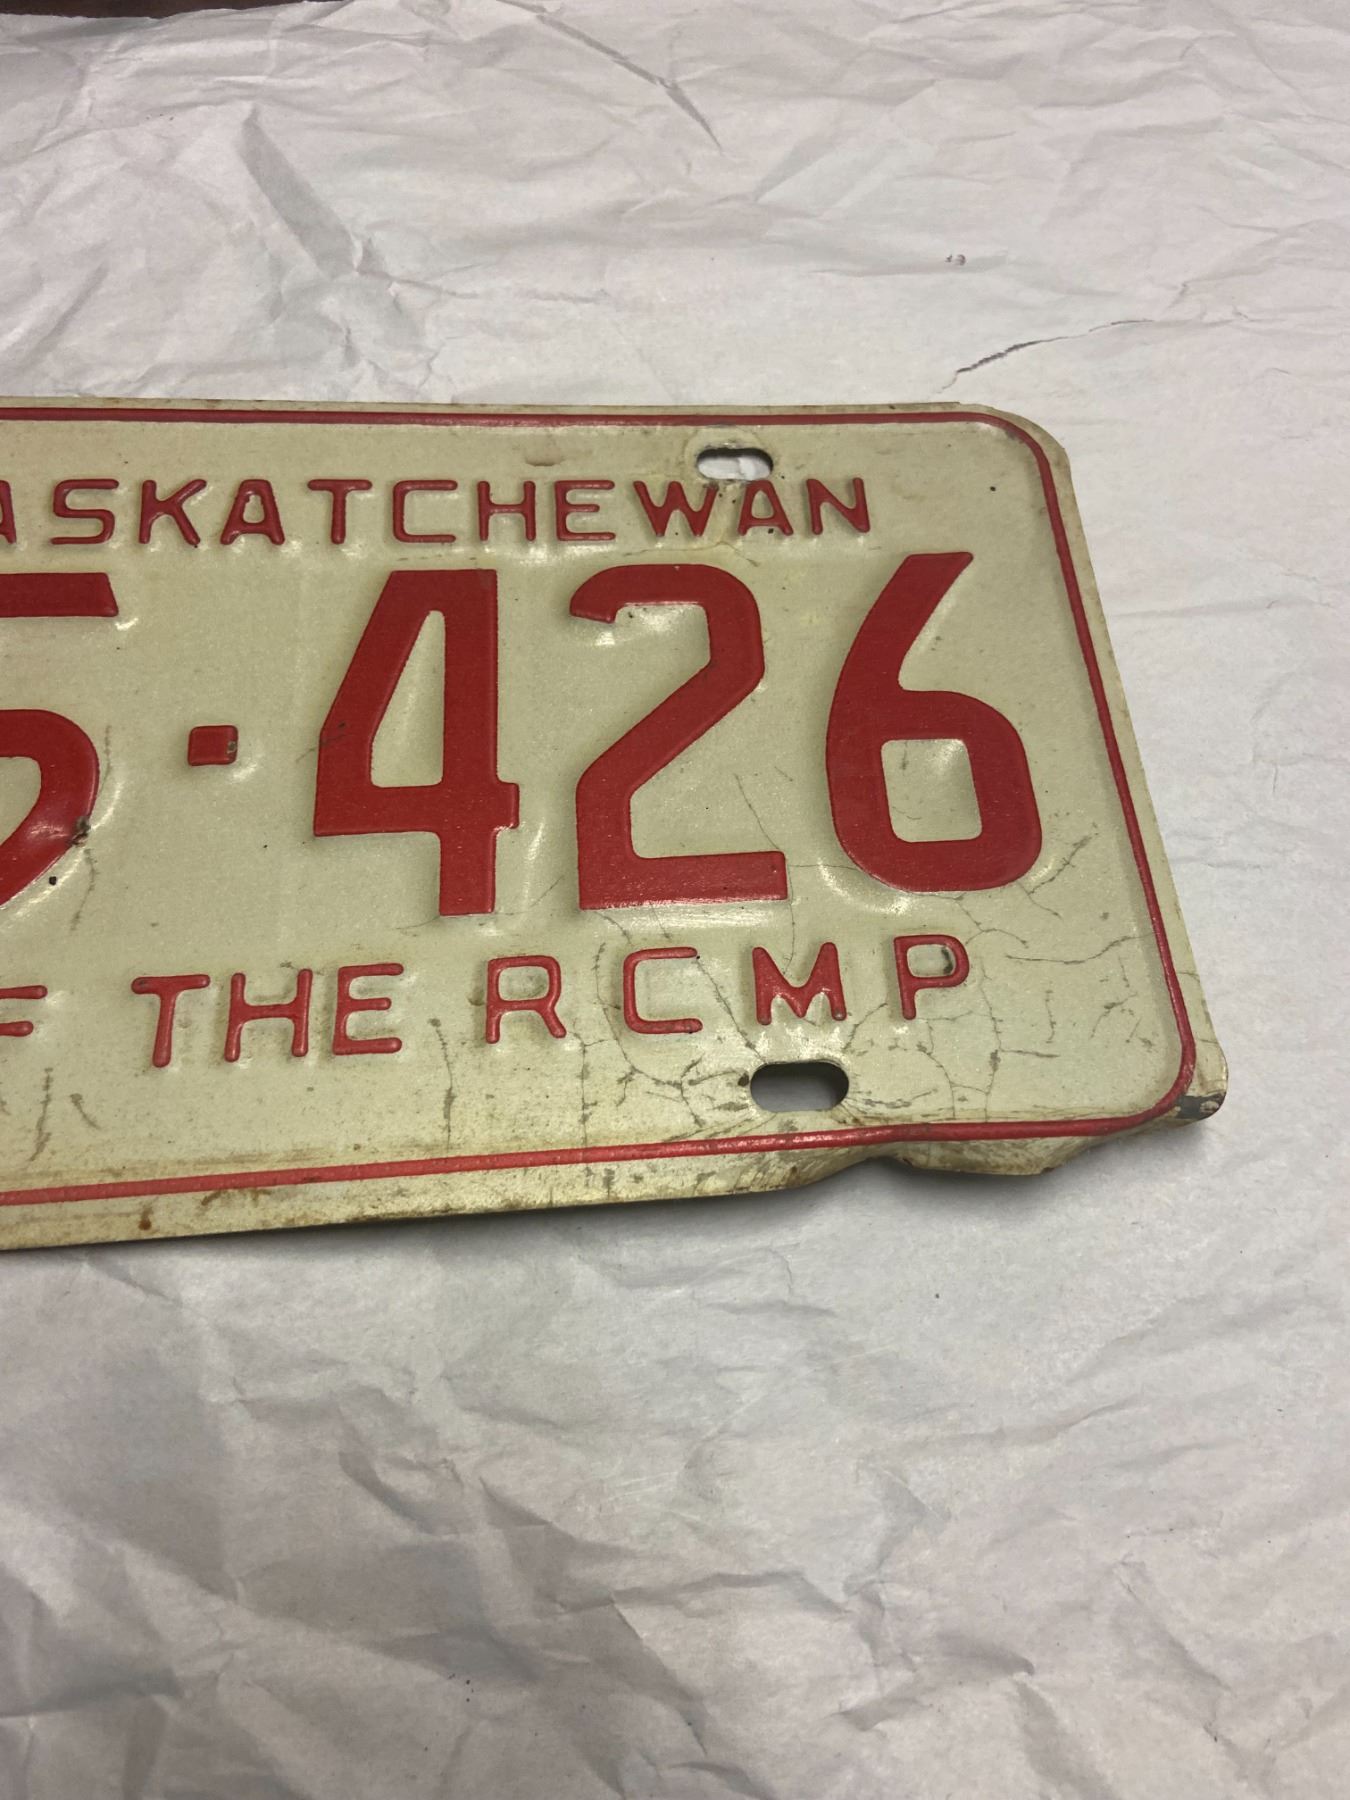 ASKATCHEWAN
5·426
F THE RCMP